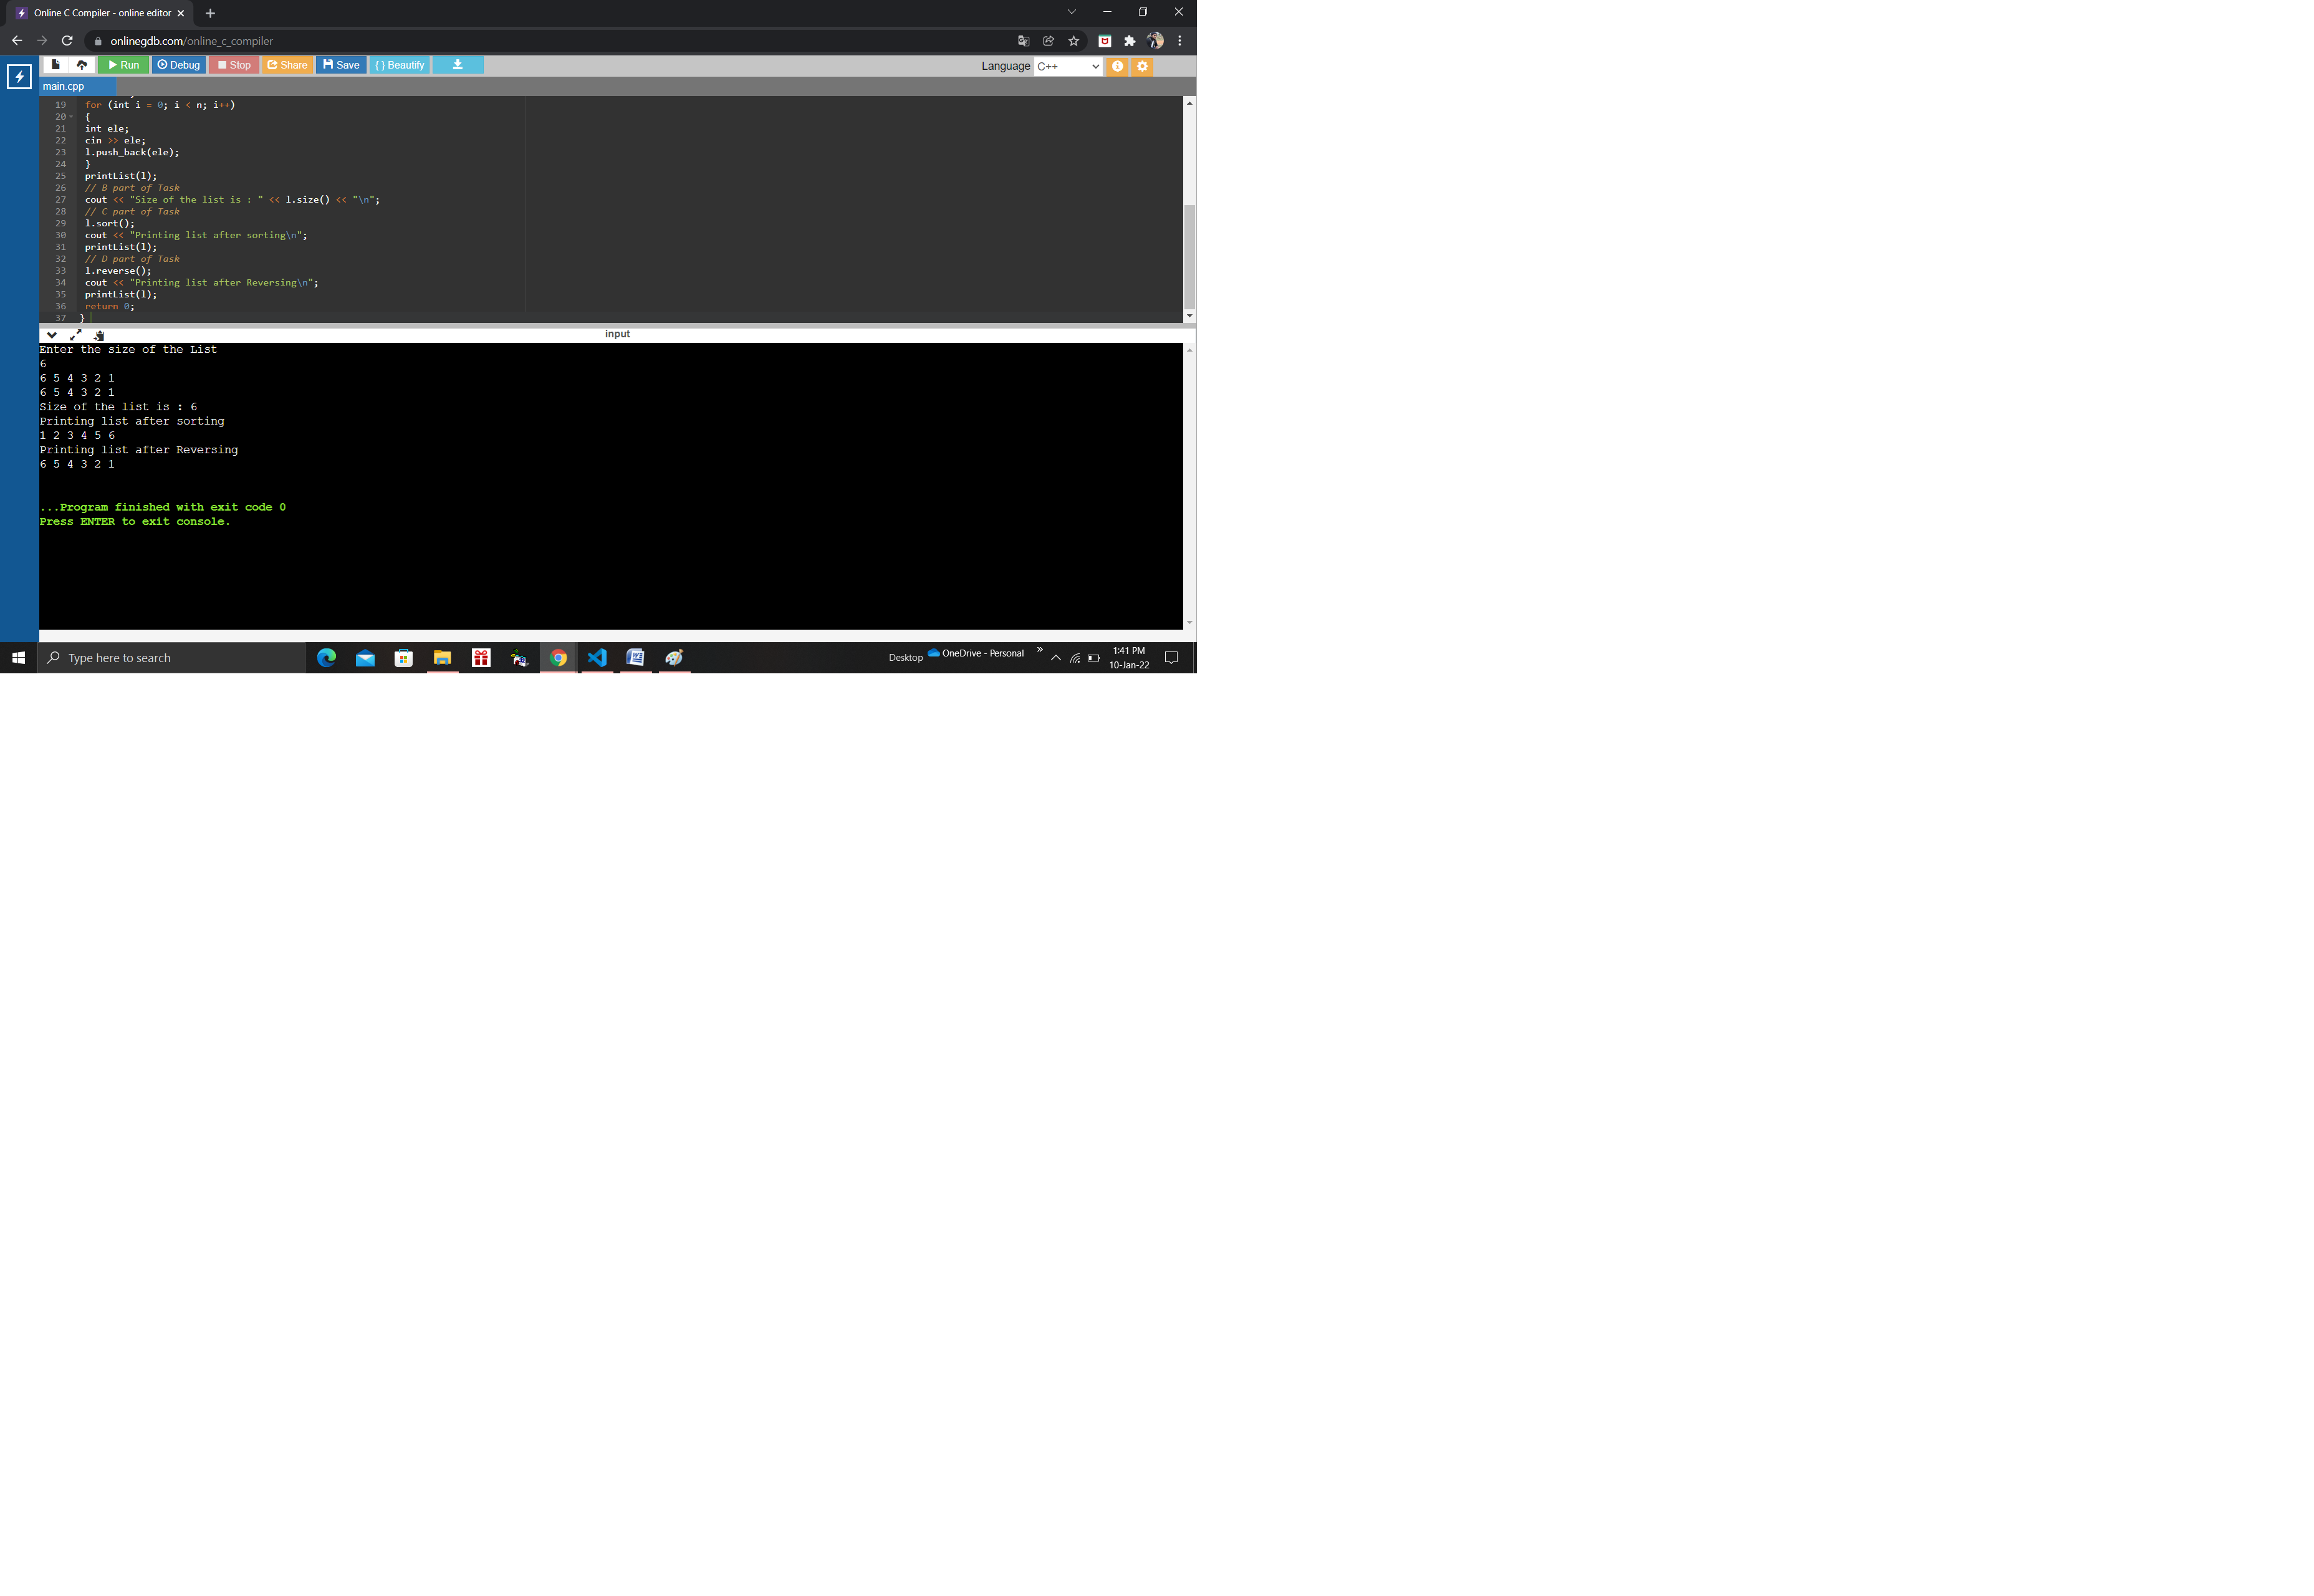 Online C Compiler - online editor
onlinegdb.com/online_c_compiler
Run Debug Stop Share Save { } Beautify
Language C++
main.cpp
19 for (int i = 0; i < n; i++)
20 {
21 int ele;
22 cin >> ele;
23 l.push_back(ele);
24 }
25 printList(l);
26 // B part of Task
27 cout << "Size of the list is : " << l.size() << "\n";
28 // C part of Task
29 l.sort();
30 cout << "Printing list after sorting\n";
31 printList(l);
32 // D part of Task
33 l.reverse();
34 cout << "Printing list after Reversing\n";
35 printList(l);
36 return 0;
37 }
input
Enter the size of the List
6
6 5 4 3 2 1
6 5 4 3 2 1
Size of the list is : 6
Printing list after sorting
1 2 3 4 5 6
Printing list after Reversing
6 5 4 3 2 1
...Program finished with exit code 0
Press ENTER to exit console.
Type here to search
Desktop
OneDrive - Personal
1:41 PM
10-Jan-22